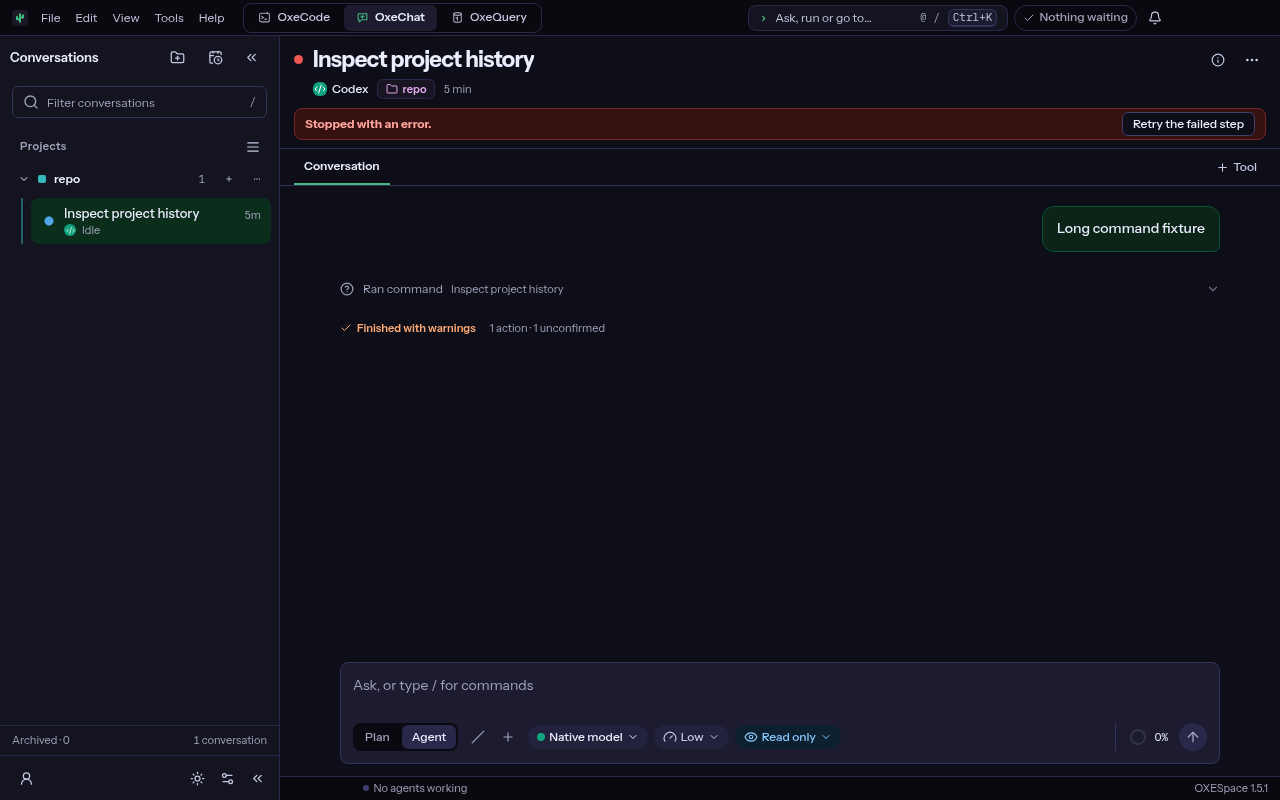 File Edit View Tools Help OxeCode OxeChat OxeQuery Ask, run or go to... @ / Ctrl+K Nothing waiting
Conversations
Filter conversations /
Projects
repo 1 + ...
Inspect project history 5m
Idle
Archived · 0 1 conversation
Inspect project history
Codex repo 5 min
Stopped with an error. Retry the failed step
Conversation + Tool
Long command fixture
Ran command Inspect project history
Finished with warnings 1 action · 1 unconfirmed
Ask, or type / for commands
Plan Agent Native model Low Read only 0%
No agents working OXESpace 1.5.1